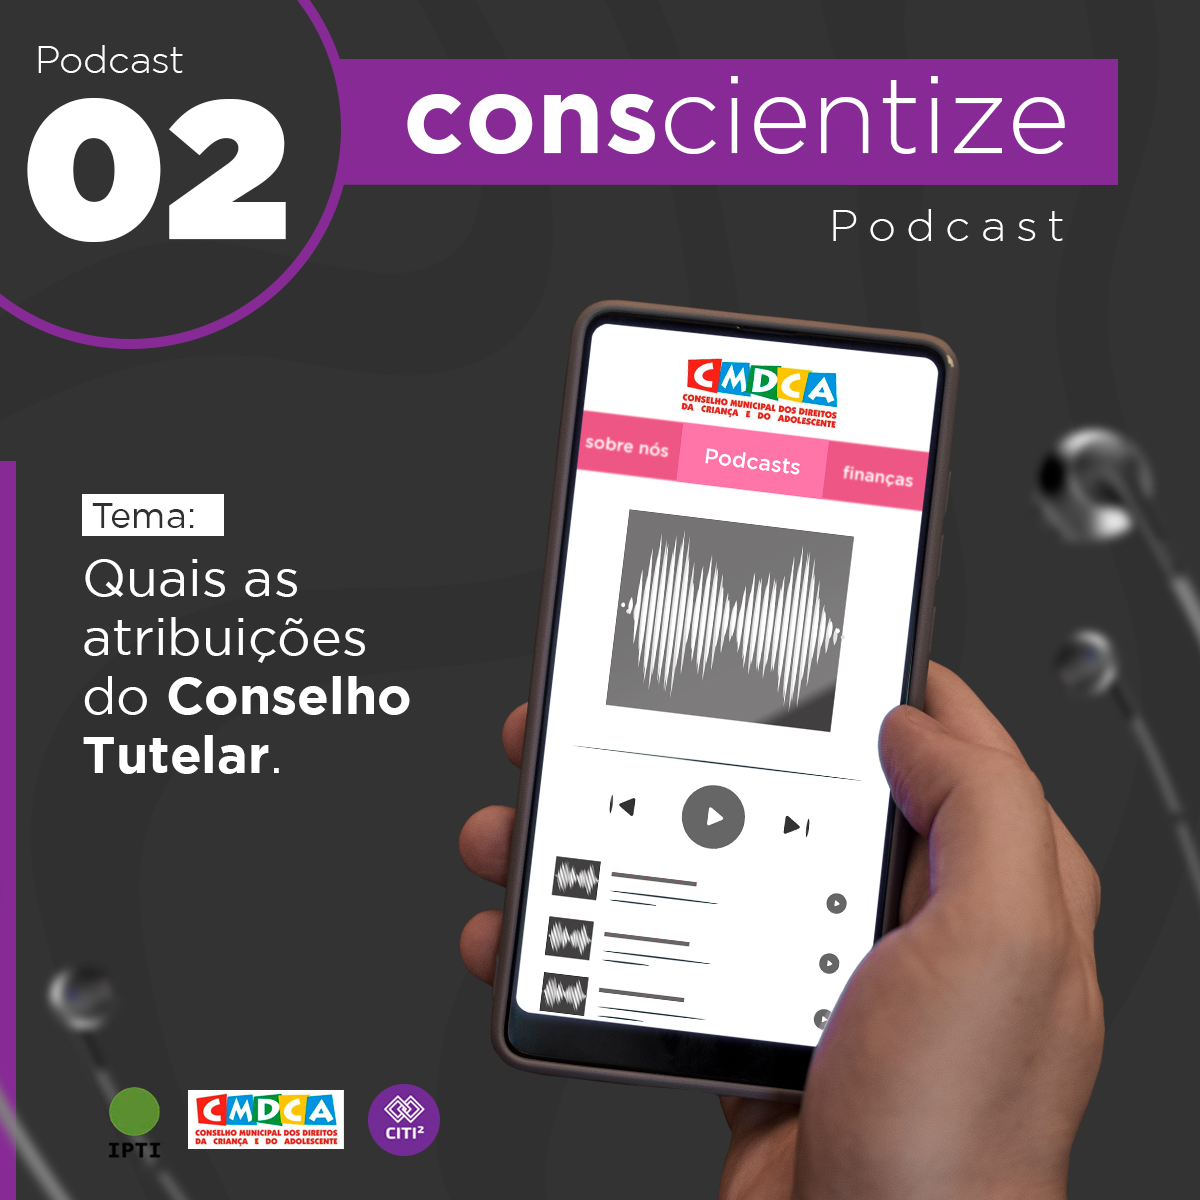 Podcast
02
conscientize
Podcast
CMDCA
CONSELHO MUNICIPAL DOS DIREITOS
DA CRIANÇA E DO ADOLESCENTE
sobre nós
Podcasts
finanças
Tema:
Quais as
atribuições
do Conselho
Tutelar.
IPTI
CMDCA
CONSELHO MUNICIPAL DOS DIREITOS
DA CRIANÇA E DO ADOLESCENTE
CITI²